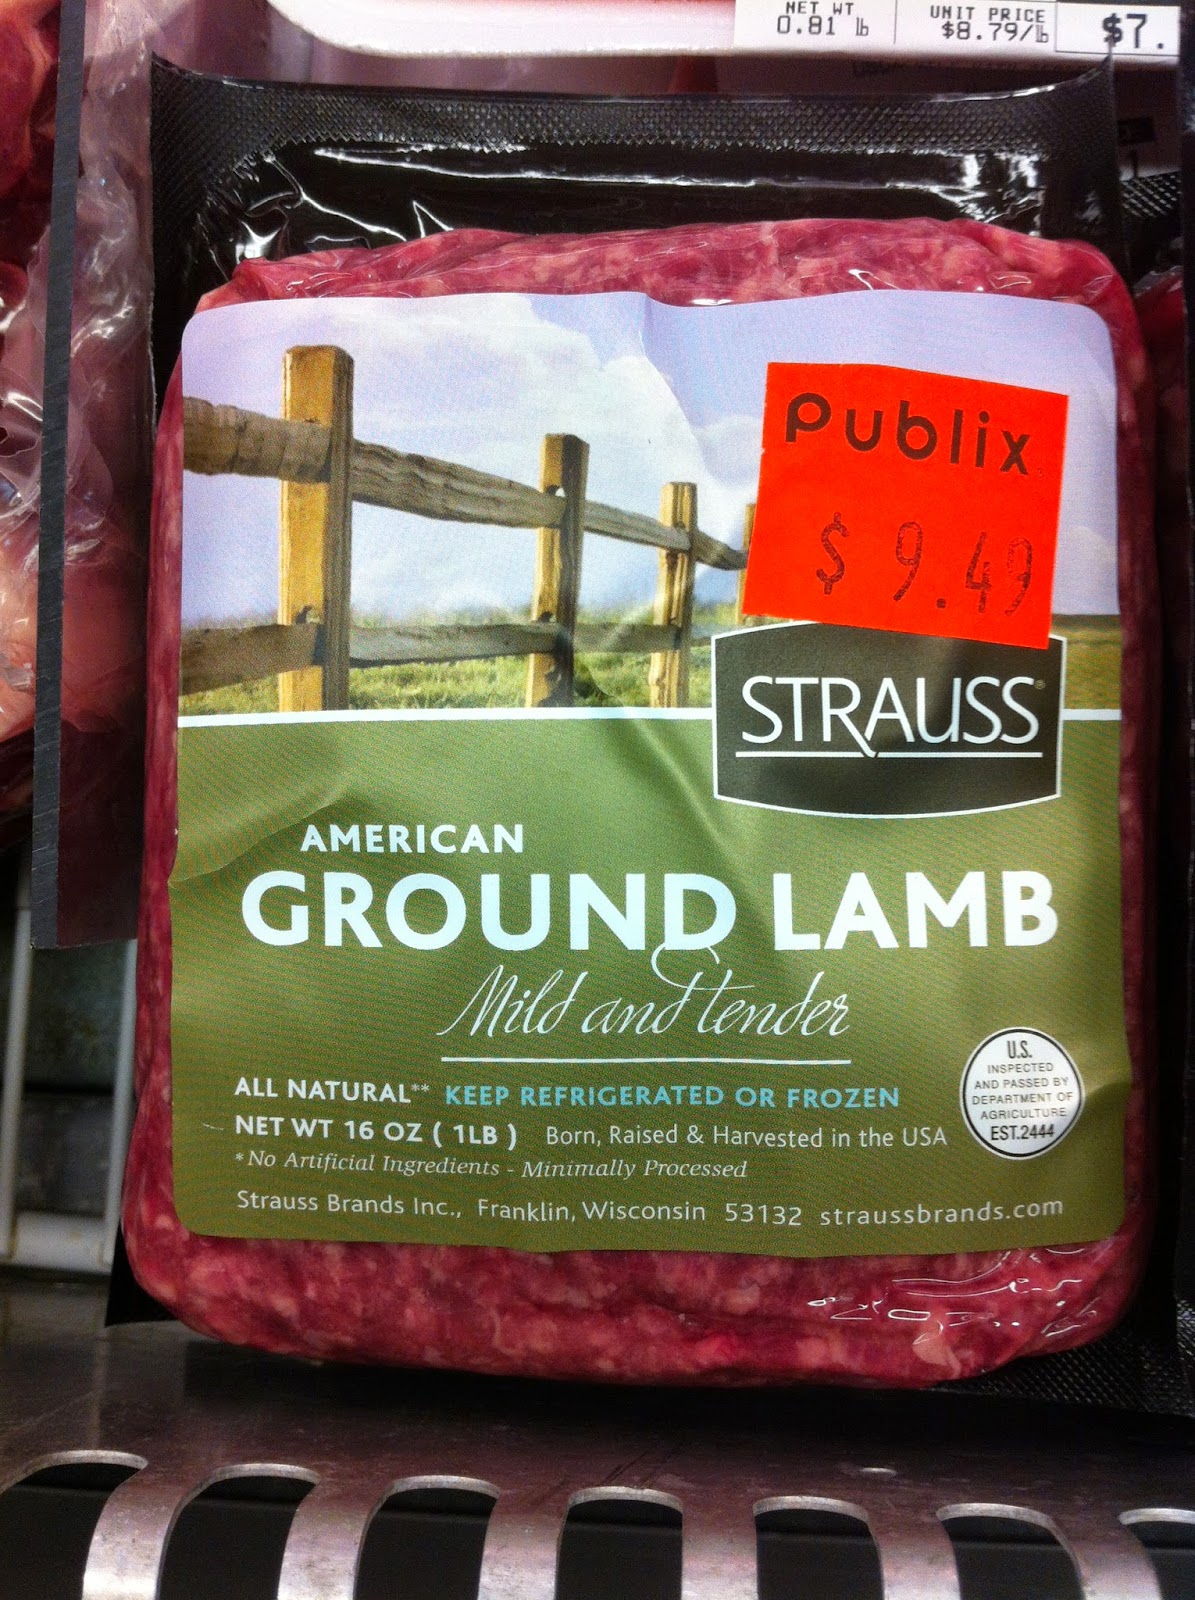 NET WT
0.81 lb
UNIT PRICE
$8.79/lb
$7.
Publix
$ 9.49
STRAUSS®
AMERICAN
GROUND LAMB
Mild and tender
ALL NATURAL** KEEP REFRIGERATED OR FROZEN
NET WT 16 OZ ( 1LB ) Born, Raised & Harvested in the USA
*No Artificial Ingredients - Minimally Processed
Strauss Brands Inc., Franklin, Wisconsin 53132 straussbrands.com
U.S.
INSPECTED
AND PASSED BY
DEPARTMENT OF
AGRICULTURE
EST.2444